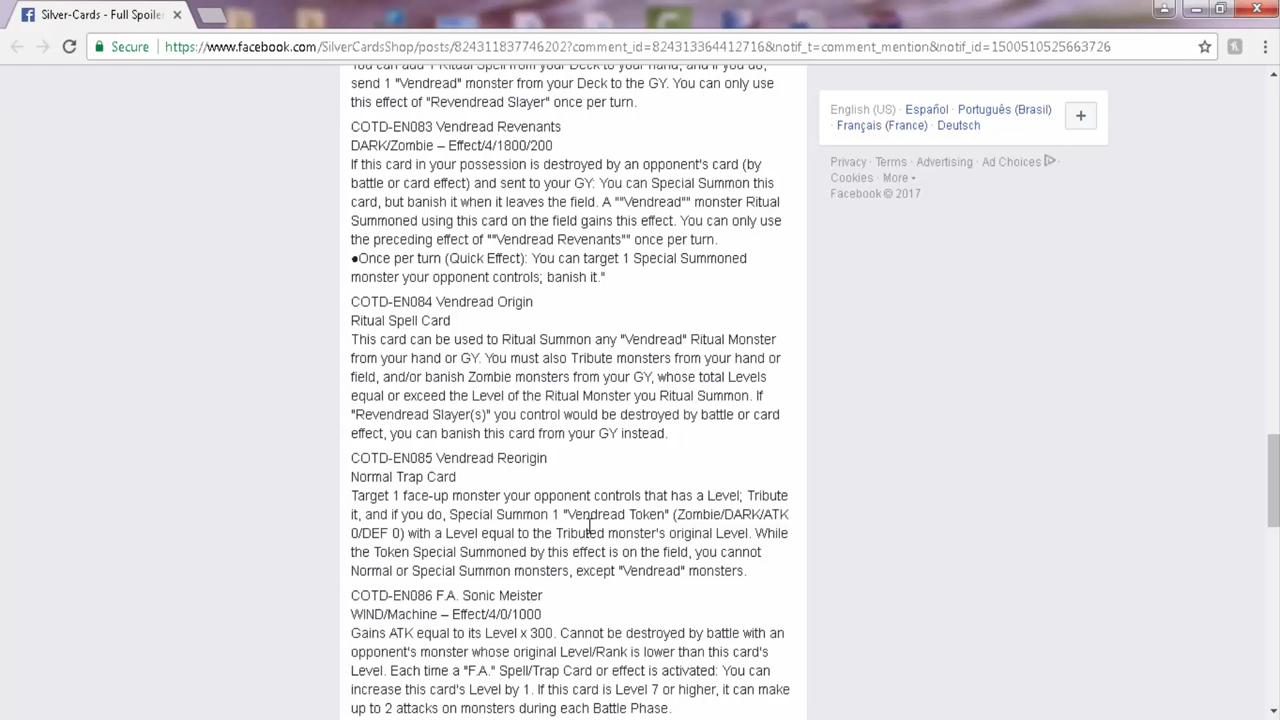 Silver-Cards - Full Spoiler
Secure
https://www.facebook.com/SilverCardsShop/posts/824311837746202?comment_id=824313364412716&notif_t=comment_mention&notif_id=1500510525663726
You can add 1 Ritual Spell from your Deck to your hand, and if you do,
send 1 "Vendread" monster from your Deck to the GY. You can only use
this effect of "Revendread Slayer" once per turn.
COTD-EN083 Vendread Revenants
DARK/Zombie – Effect/4/1800/200
If this card in your possession is destroyed by an opponent's card (by
battle or card effect) and sent to your GY: You can Special Summon this
card, but banish it when it leaves the field. A ""Vendread"" monster Ritual
Summoned using this card on the field gains this effect. You can only use
the preceding effect of ""Vendread Revenants"" once per turn.
●Once per turn (Quick Effect): You can target 1 Special Summoned
monster your opponent controls; banish it."
COTD-EN084 Vendread Origin
Ritual Spell Card
This card can be used to Ritual Summon any "Vendread" Ritual Monster
from your hand or GY. You must also Tribute monsters from your hand or
field, and/or banish Zombie monsters from your GY, whose total Levels
equal or exceed the Level of the Ritual Monster you Ritual Summon. If
"Revendread Slayer(s)" you control would be destroyed by battle or card
effect, you can banish this card from your GY instead.
COTD-EN085 Vendread Reorigin
Normal Trap Card
Target 1 face-up monster your opponent controls that has a Level; Tribute
it, and if you do, Special Summon 1 "Vendread Token" (Zombie/DARK/ATK
0/DEF 0) with a Level equal to the Tributed monster's original Level. While
the Token Special Summoned by this effect is on the field, you cannot
Normal or Special Summon monsters, except "Vendread" monsters.
COTD-EN086 F.A. Sonic Meister
WIND/Machine – Effect/4/0/1000
Gains ATK equal to its Level x 300. Cannot be destroyed by battle with an
opponent's monster whose original Level/Rank is lower than this card's
Level. Each time a "F.A." Spell/Trap Card or effect is activated: You can
increase this card's Level by 1. If this card is Level 7 or higher, it can make
up to 2 attacks on monsters during each Battle Phase.
English (US) · Español · Português (Brasil)
· Français (France) · Deutsch
Privacy · Terms · Advertising · Ad Choices ·
Cookies · More
Facebook © 2017